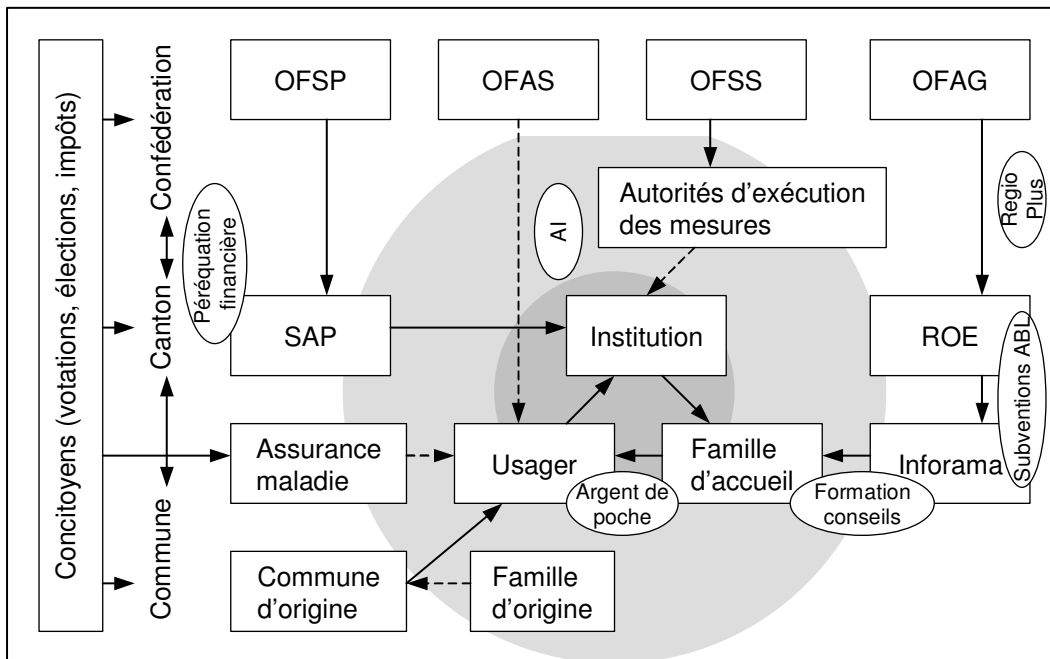 Concitoyens (votations, élections, impôts)
Confédération
Canton
Commune
Péréquation
financière
OFSP
OFAS
OFSS
OFAG
Autorités d'exécution
des mesures
AI
Regio
Plus
SAP
Institution
ROE
Subventions ABL
Assurance
maladie
Usager
Famille
d'accueil
Inforama
Argent de
poche
Formation
conseils
Commune
d'origine
Famille
d'origine